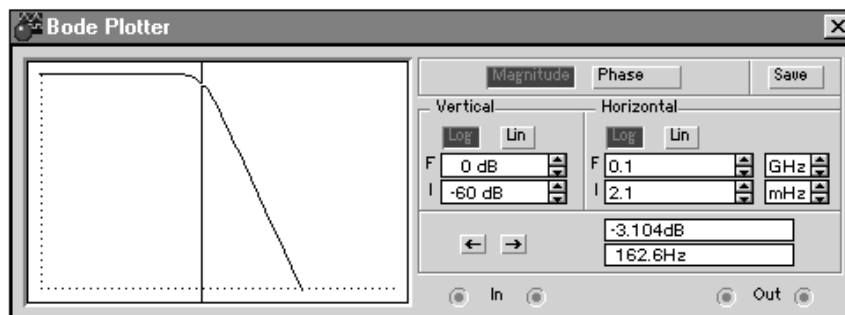 Bode Plotter
Magnitude Phase Save
Vertical Horizontal
Log Lin Log Lin
F 0 dB F 0.1 GHz
I -60 dB I 2.1 mHz
← → -3.104dB
162.6Hz
In Out